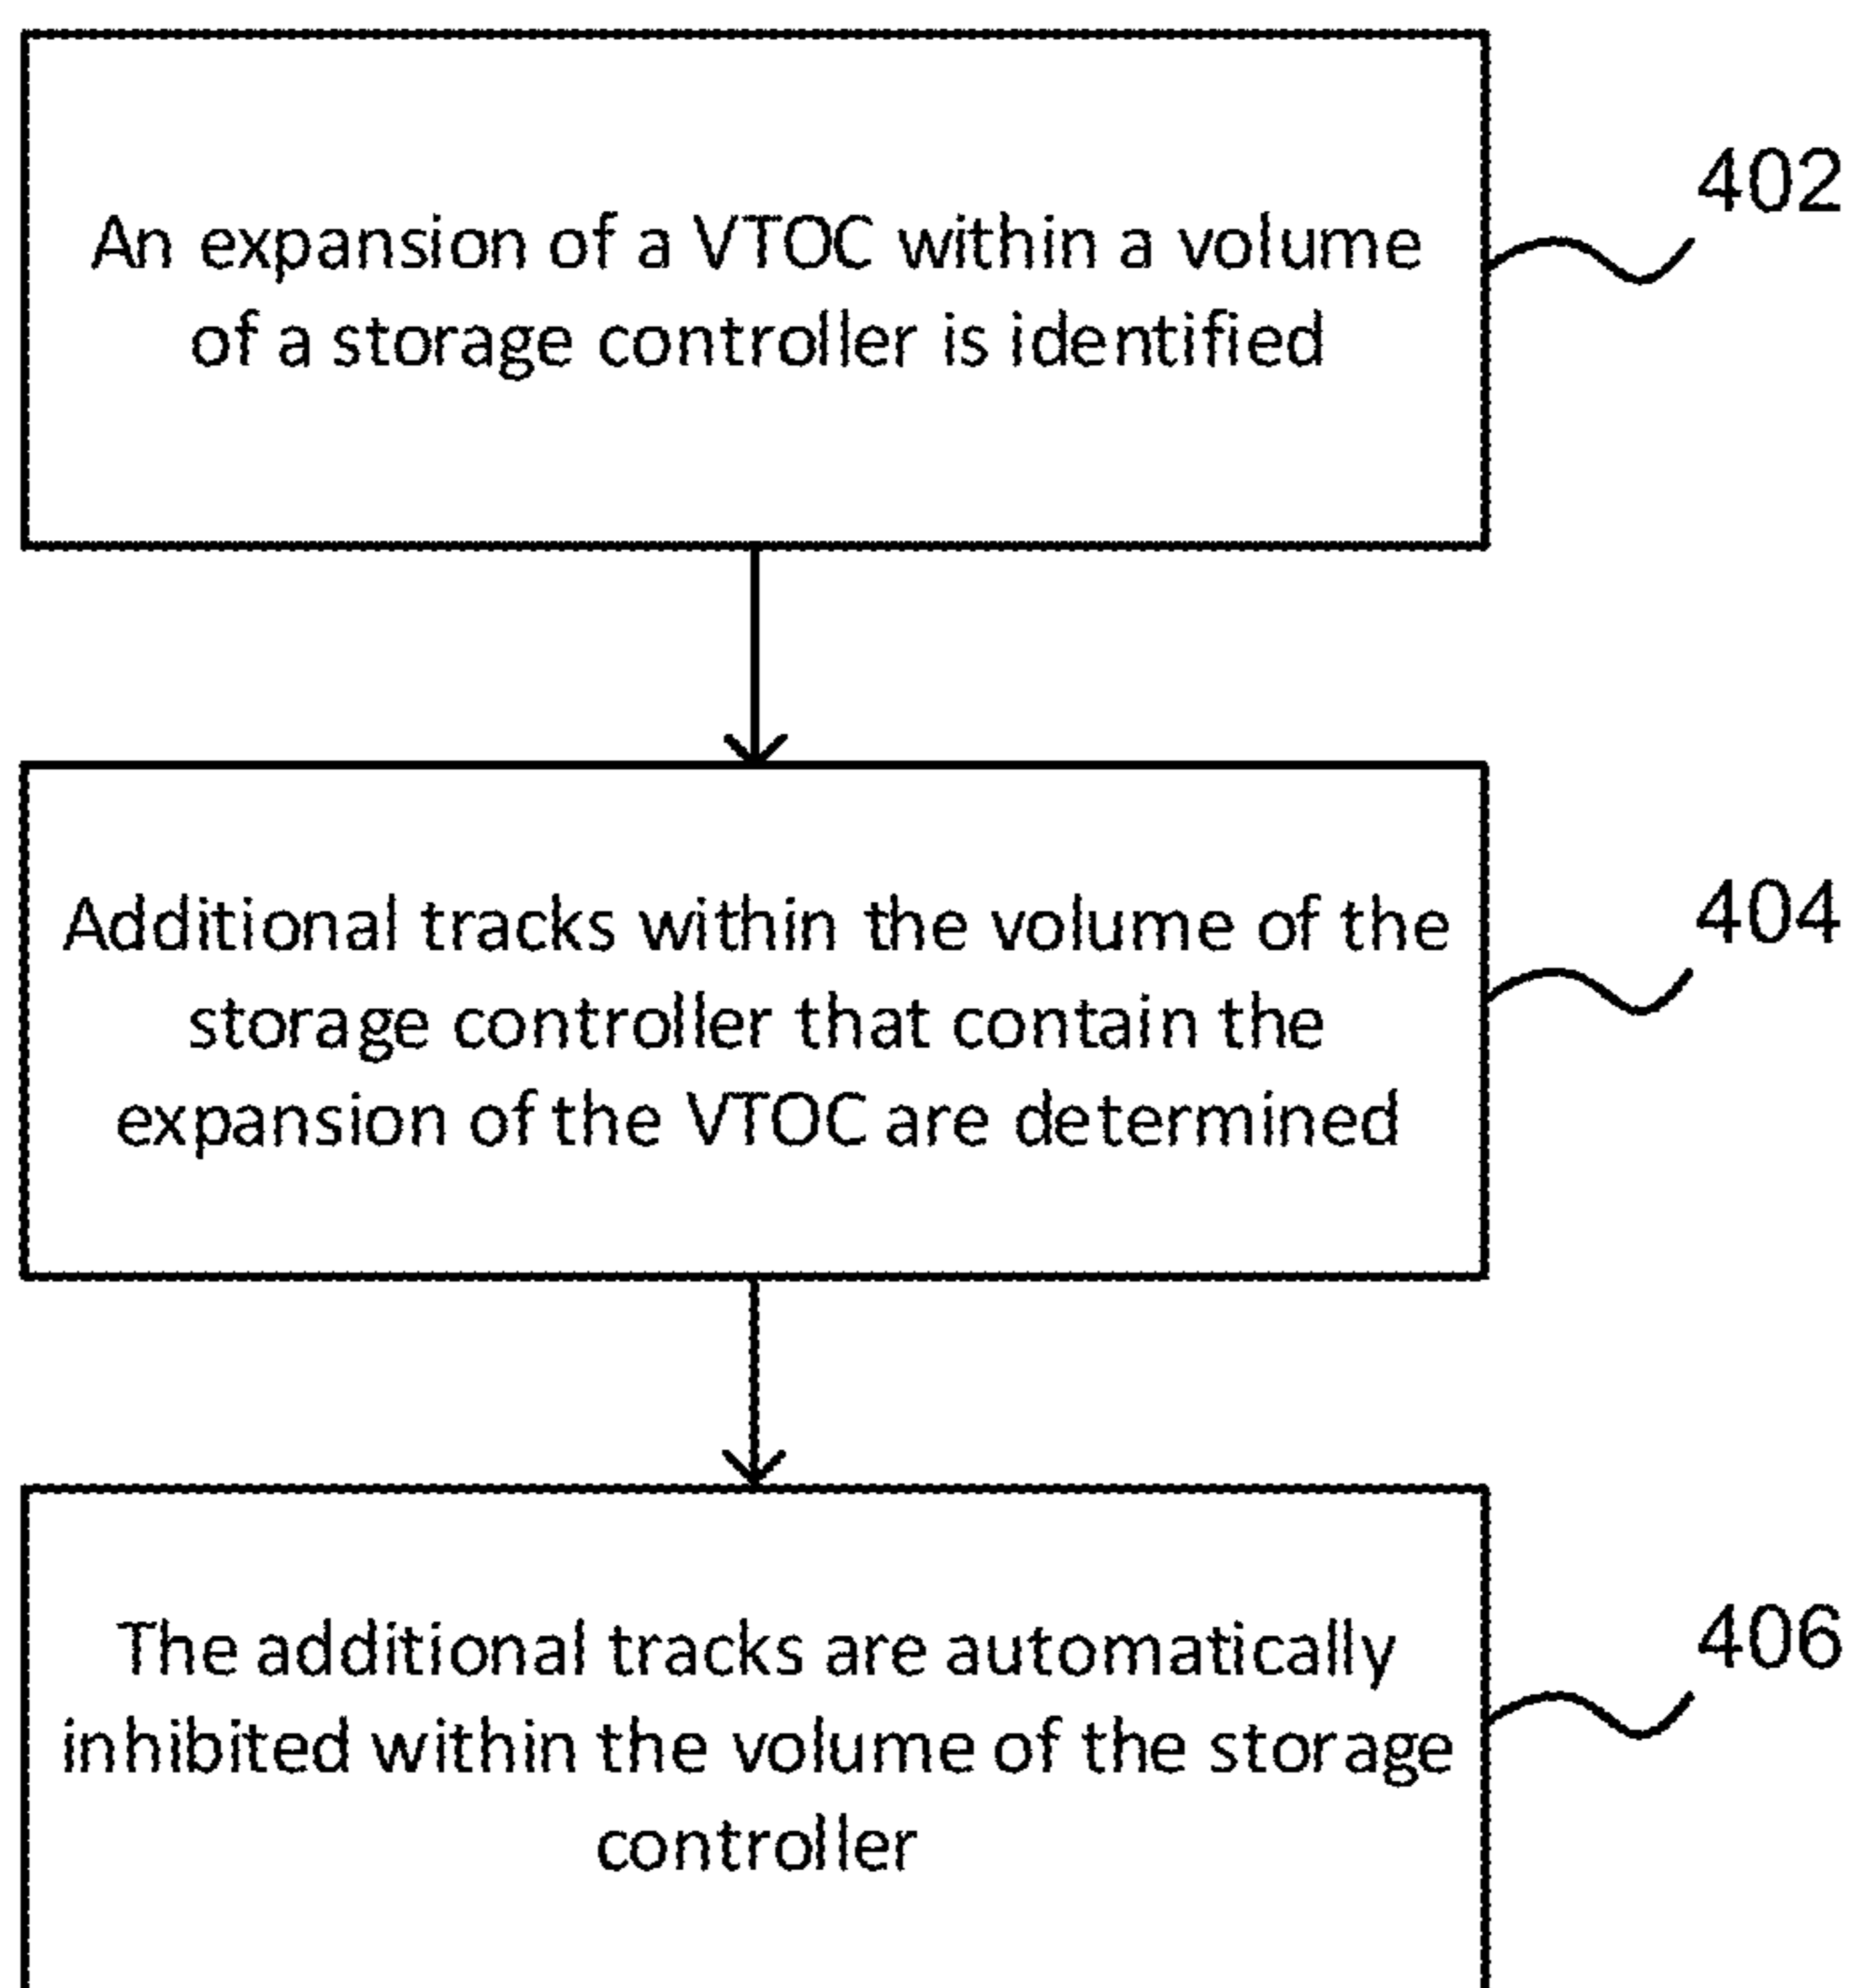 An expansion of a VTOC within a volume
of a storage controller is identified
402
Additional tracks within the volume of the
storage controller that contain the
expansion of the VTOC are determined
404
The additional tracks are automatically
inhibited within the volume of the storage
controller
406